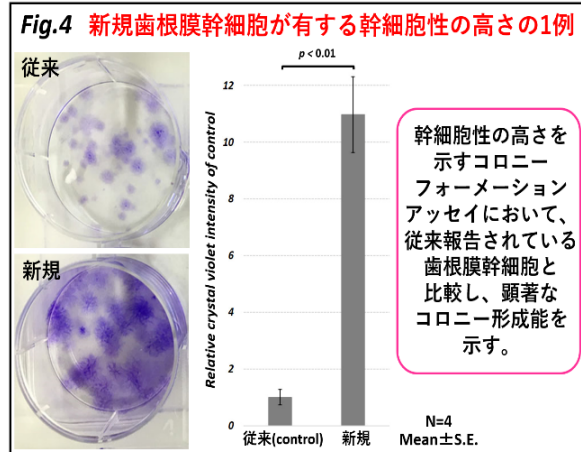 Fig.4 新規歯根膜幹細胞が有する幹細胞性の高さの1例
従来
新規
p < 0.01
Relative crystal violet intensity of control
12
10
8
6
4
2
0
従来(control)
新規
幹細胞性の高さを
示すコロニー
フォーメーション
アッセイにおいて、
従来報告されている
歯根膜幹細胞と
比較し、顕著な
コロニー形成能を
示す。
N=4
Mean±S.E.